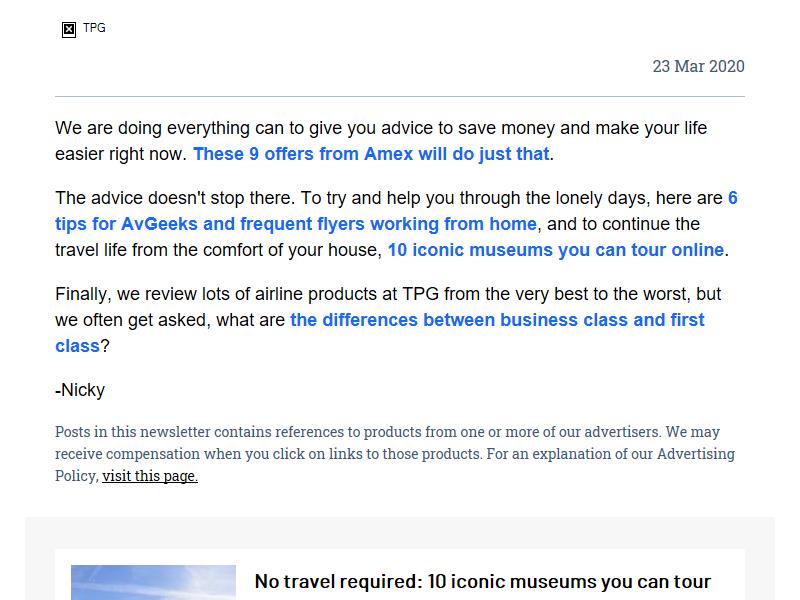 TPG
23 Mar 2020
We are doing everything can to give you advice to save money and make your life
easier right now. These 9 offers from Amex will do just that.
The advice doesn't stop there. To try and help you through the lonely days, here are 6
tips for AvGeeks and frequent flyers working from home, and to continue the
travel life from the comfort of your house, 10 iconic museums you can tour online.
Finally, we review lots of airline products at TPG from the very best to the worst, but
we often get asked, what are the differences between business class and first
class?
-Nicky
Posts in this newsletter contains references to products from one or more of our advertisers. We may
receive compensation when you click on links to those products. For an explanation of our Advertising
Policy, visit this page.
No travel required: 10 iconic museums you can tour